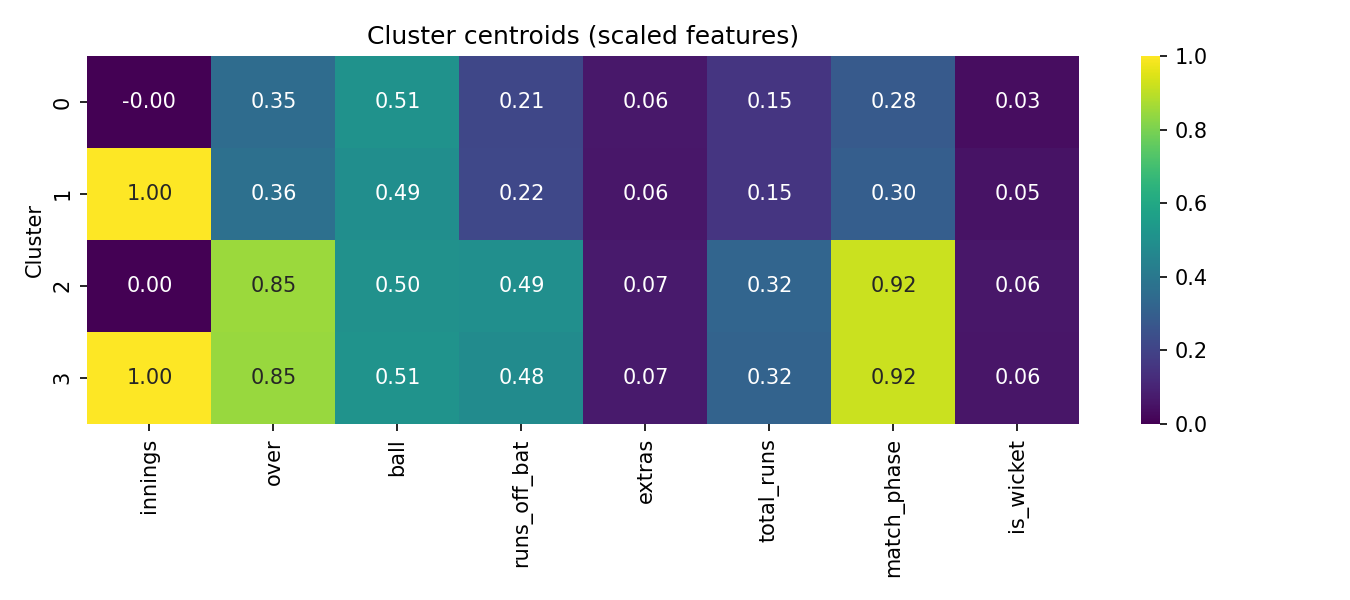 Cluster centroids (scaled features)
Cluster
0 -0.00 0.35 0.51 0.21 0.06 0.15 0.28 0.03
1 1.00 0.36 0.49 0.22 0.06 0.15 0.30 0.05
2 0.00 0.85 0.50 0.49 0.07 0.32 0.92 0.06
3 1.00 0.85 0.51 0.48 0.07 0.32 0.92 0.06
innings over ball runs_off_bat extras total_runs match_phase is_wicket
1.0
0.8
0.6
0.4
0.2
0.0